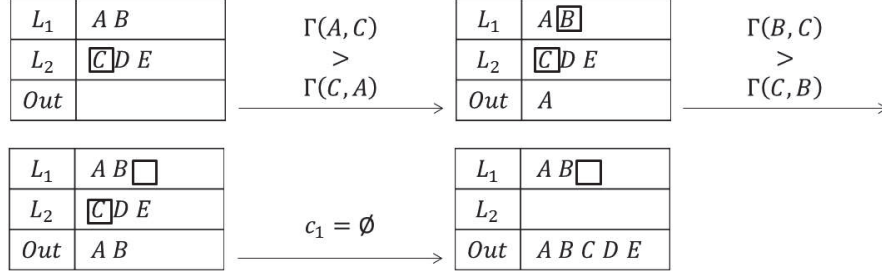 L₁ A B
L₂ C D E
Out
Γ(A, C)
>
Γ(C, A)
L₁ A B
L₂ C D E
Out A
Γ(B, C)
>
Γ(C, B)
L₁ A B
L₂ C D E
Out A B
c₁ = ∅
L₁ A B
L₂
Out A B C D E